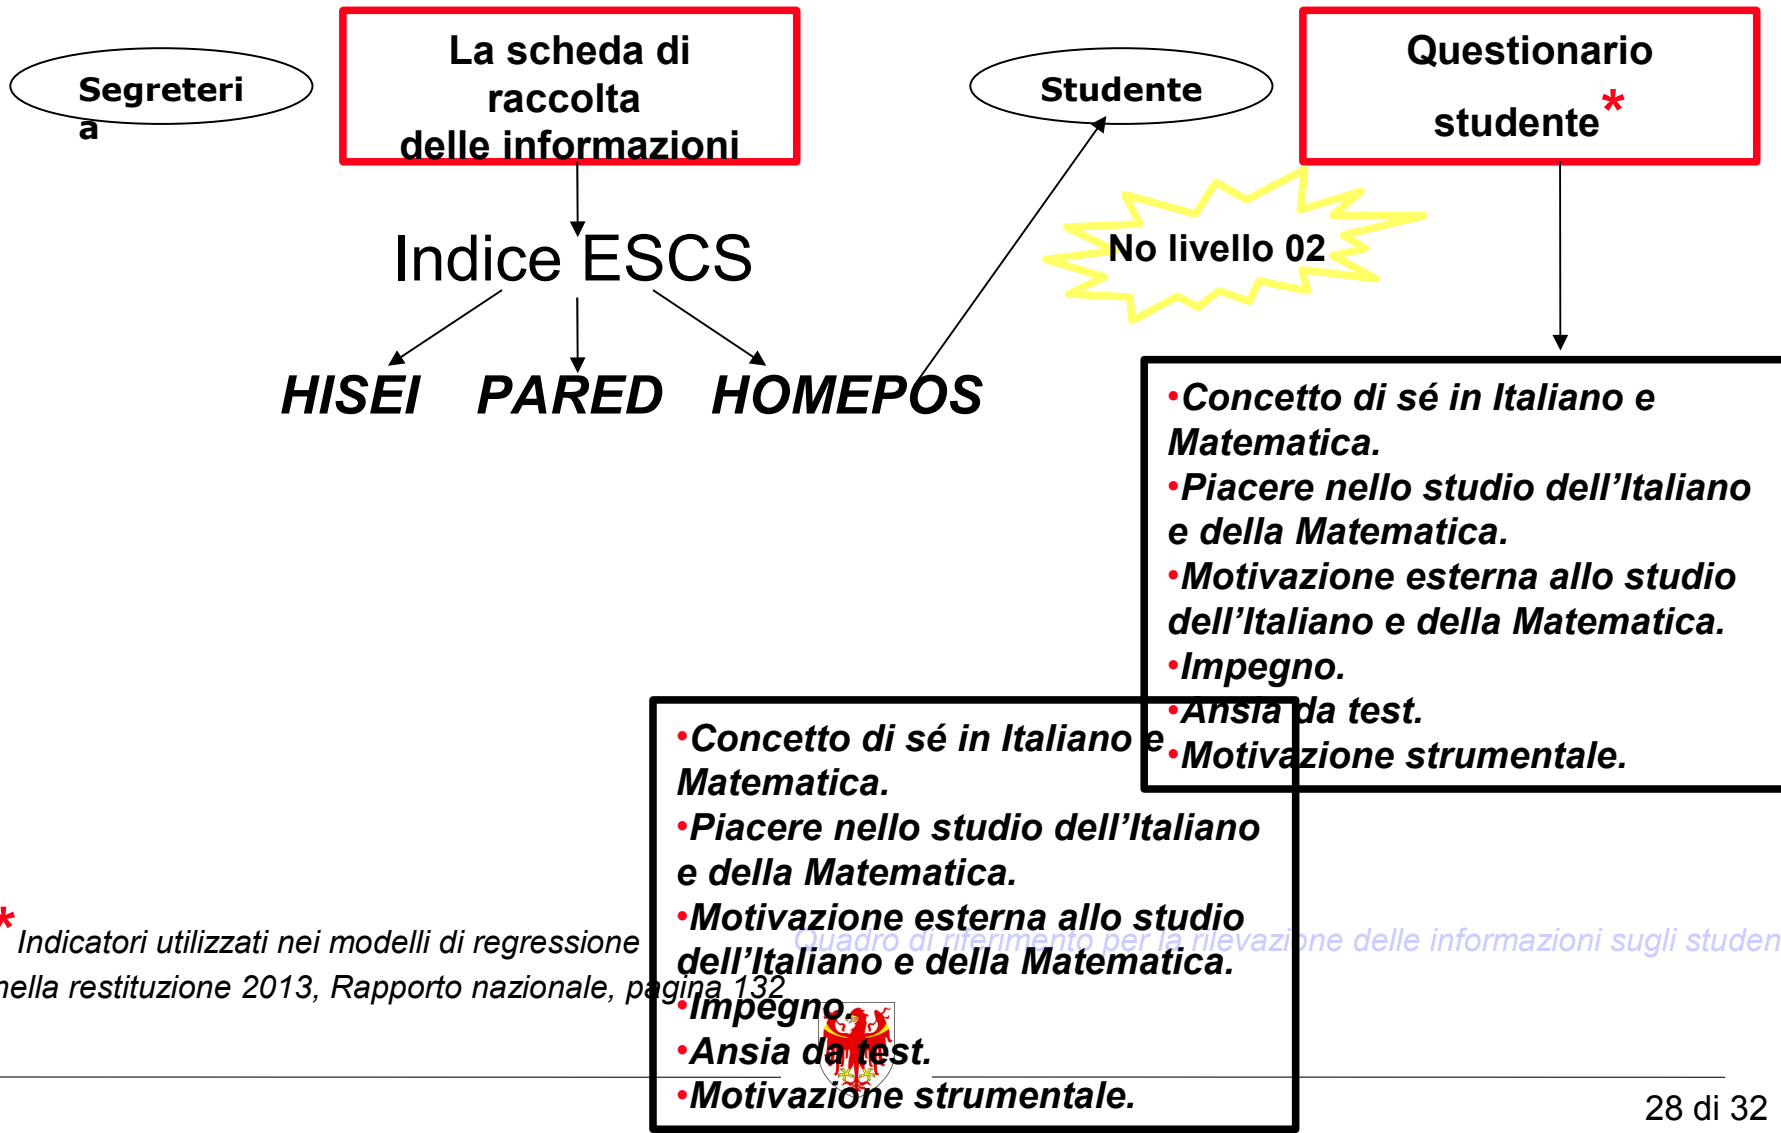 Segreteri
a
La scheda di
raccolta
delle informazioni
Studente
Questionario
studente*
No livello 02
Indice ESCS
HISEI PARED HOMEPOS
•Concetto di sé in Italiano e
Matematica.
•Piacere nello studio dell’Italiano
e della Matematica.
•Motivazione esterna allo studio
dell’Italiano e della Matematica.
•Impegno.
•Ansia da test.
•Motivazione strumentale.
•Concetto di sé in Italiano e
Matematica.
•Piacere nello studio dell’Italiano
e della Matematica.
•Motivazione esterna allo studio
dell’Italiano e della Matematica.
•Impegno.
•Ansia da test.
•Motivazione strumentale.
*Indicatori utilizzati nei modelli di regressione
nella restituzione 2013, Rapporto nazionale, pagina 132
Quadro di riferimento per la rilevazione delle informazioni sugli studen
28 di 32